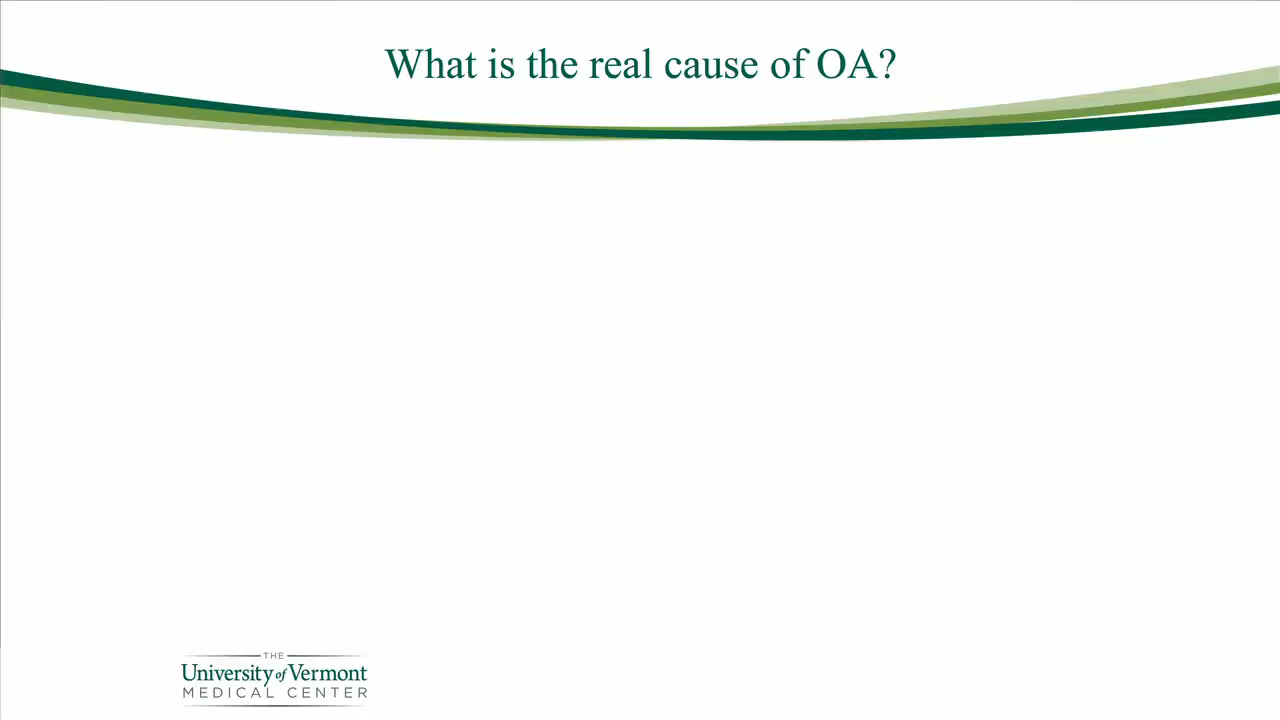 What is the real cause of OA?
THE
University of Vermont
MEDICAL CENTER